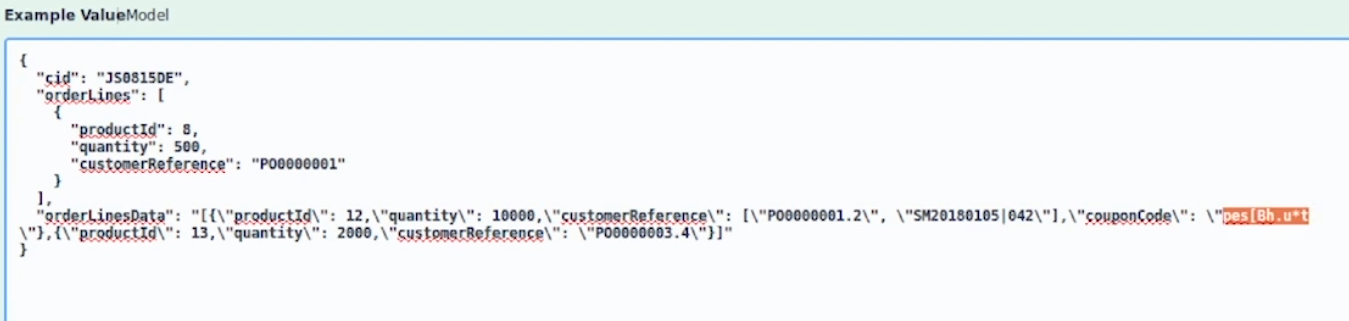 Example Value Model
{
"cid": "JS0815DE",
"orderLines": [
{
"productId": 8,
"quantity": 500,
"customerReference": "PO0000001"
}
],
"orderLinesData": "[{\"productId\": 12,\"quantity\": 10000,\"customerReference\": [\"PO0000001.2\", \"SM20180105|042\"],\"couponCode\": \"pes[Bh.u*t
\"},{\"productId\": 13,\"quantity\": 2000,\"customerReference\": \"PO0000003.4\"}]"
}